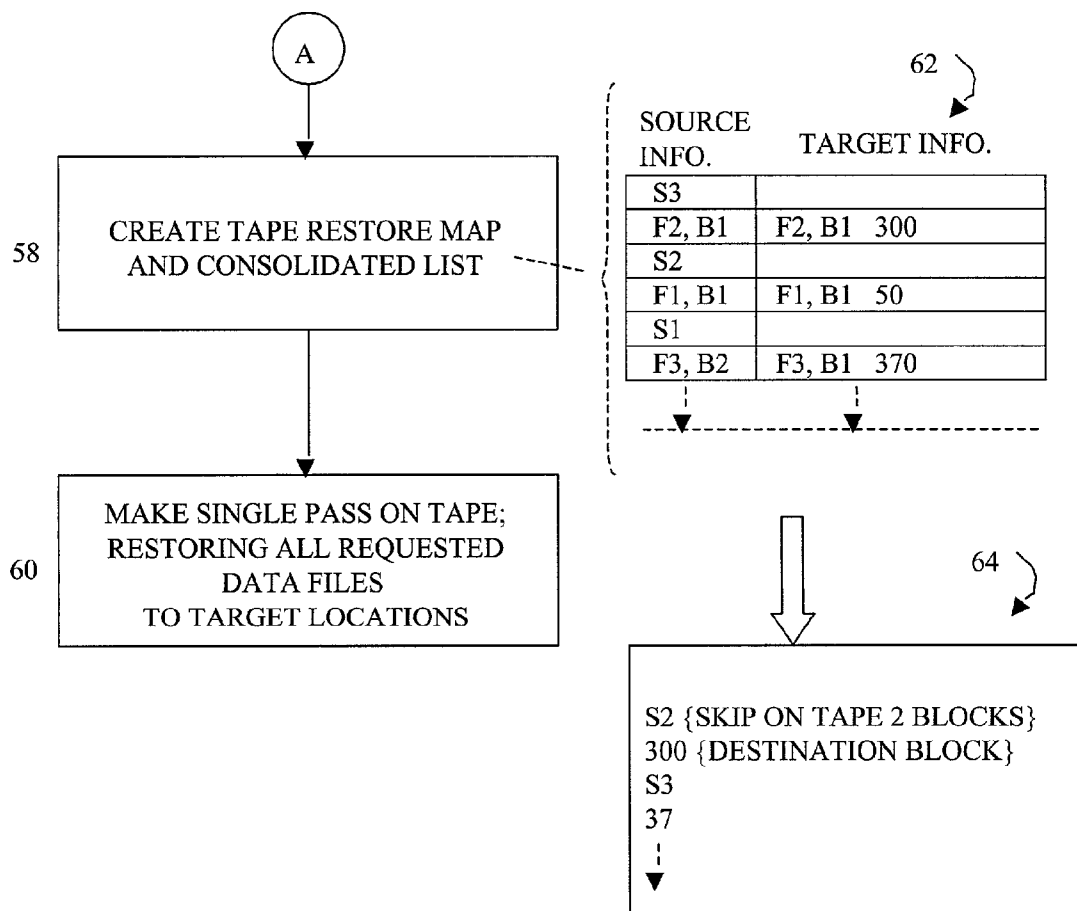 A
58
CREATE TAPE RESTORE MAP
AND CONSOLIDATED LIST
60
MAKE SINGLE PASS ON TAPE;
RESTORING ALL REQUESTED
DATA FILES
TO TARGET LOCATIONS
62
SOURCE
INFO.
TARGET INFO.
S3
F2, B1 F2, B1 300
S2
F1, B1 F1, B1 50
S1
F3, B2 F3, B1 370
64
S2 {SKIP ON TAPE 2 BLOCKS}
300 {DESTINATION BLOCK}
S3
37